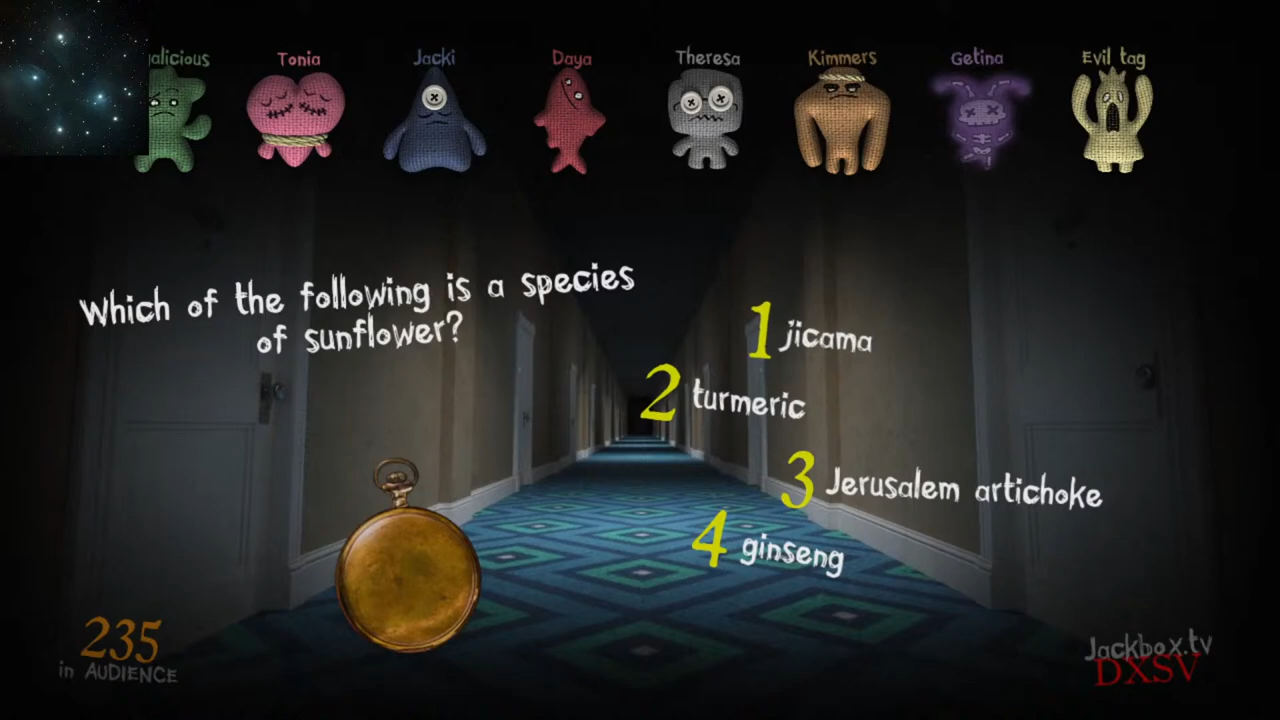 alicious Tonia Jacki Daya Theresa Kimmers Getina Evil tag
Which of the following is a species
of sunflower?
1 jicama
2 turmeric
3 Jerusalem artichoke
4 ginseng
235
in AUDIENCE
Jackbox.tv
DXSV